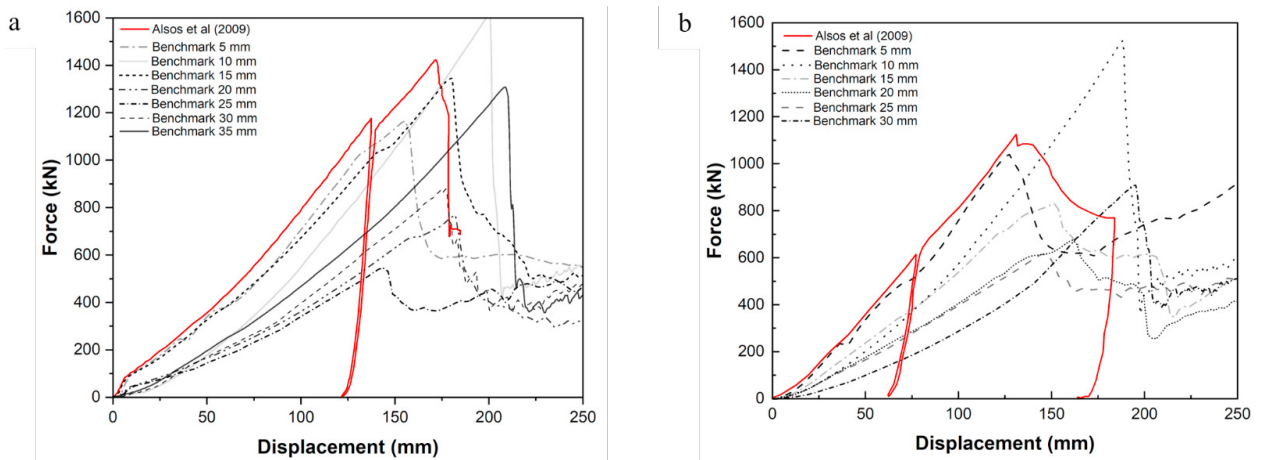 a
1600
1400
1200
1000
800
600
400
200
0
Force (kN)
Alsos et al (2009)
Benchmark 5 mm
Benchmark 10 mm
Benchmark 15 mm
Benchmark 20 mm
Benchmark 25 mm
Benchmark 30 mm
Benchmark 35 mm
0 50 100 150 200 250
Displacement (mm)
b
1600
1400
1200
1000
800
600
400
200
0
Force (kN)
Alsos et al (2009)
Benchmark 5 mm
Benchmark 10 mm
Benchmark 15 mm
Benchmark 20 mm
Benchmark 25 mm
Benchmark 30 mm
0 50 100 150 200 250
Displacement (mm)